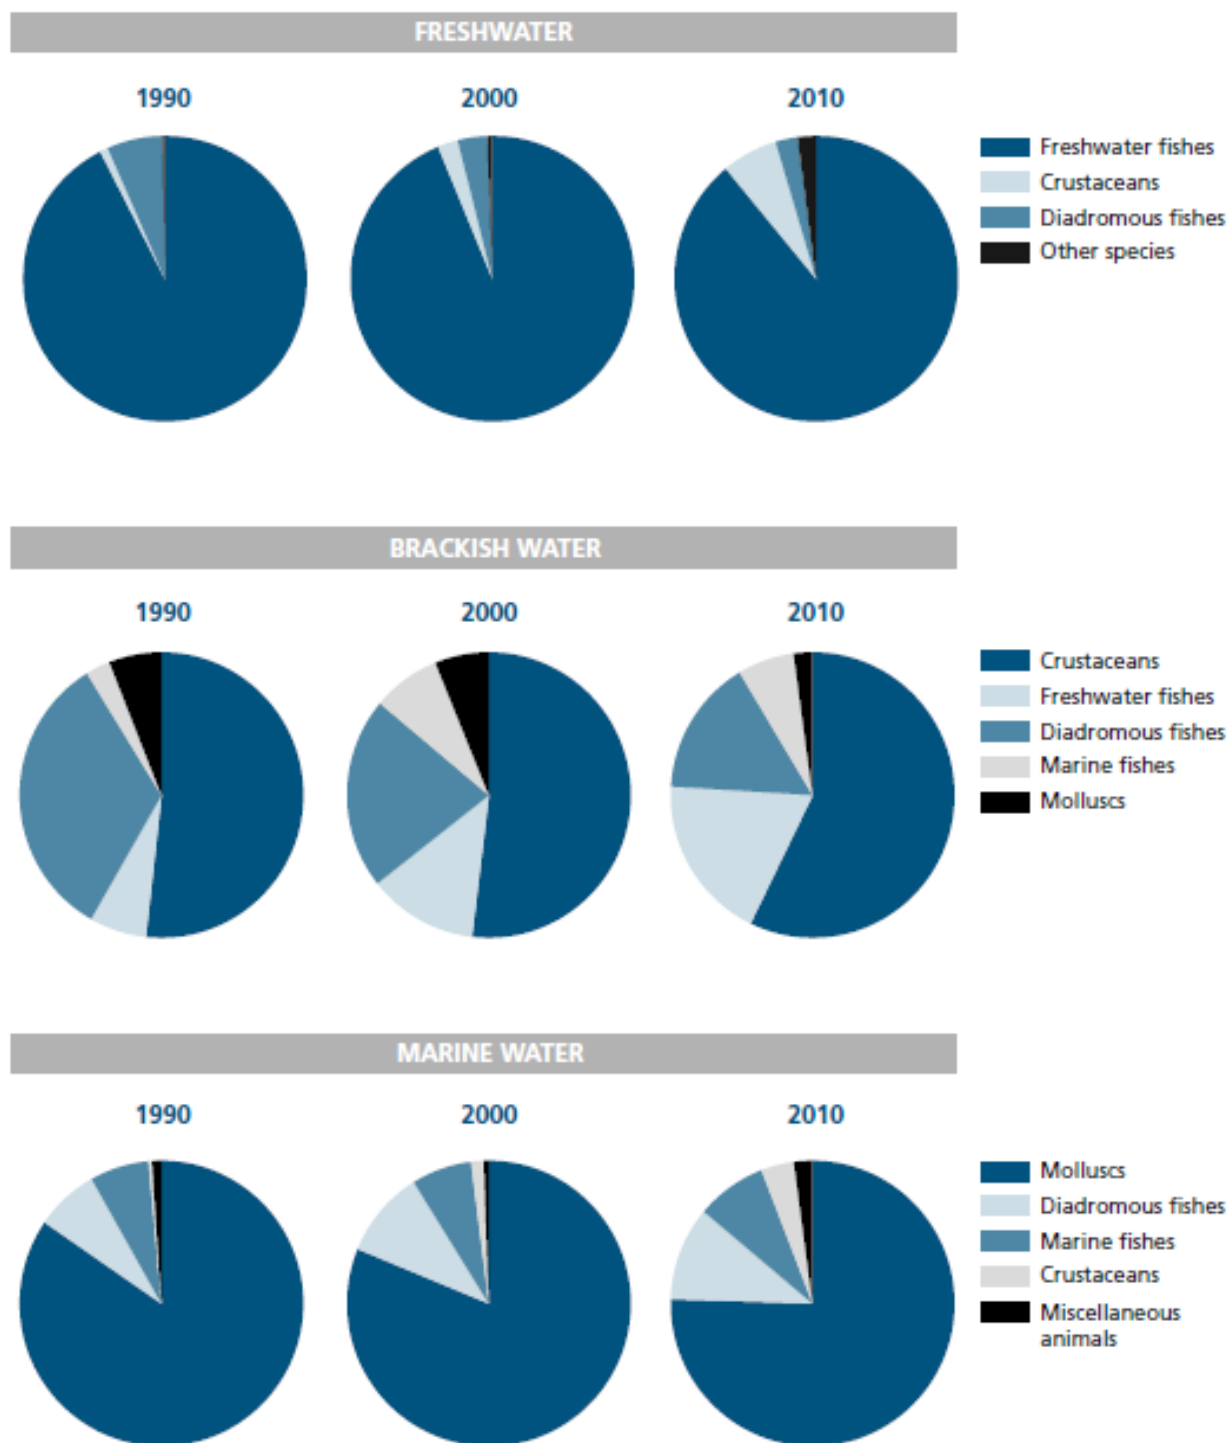 FRESHWATER
1990
2000
2010
Freshwater fishes
Crustaceans
Diadromous fishes
Other species
BRACKISH WATER
1990
2000
2010
Crustaceans
Freshwater fishes
Diadromous fishes
Marine fishes
Molluscs
MARINE WATER
1990
2000
2010
Molluscs
Diadromous fishes
Marine fishes
Crustaceans
Miscellaneous
animals